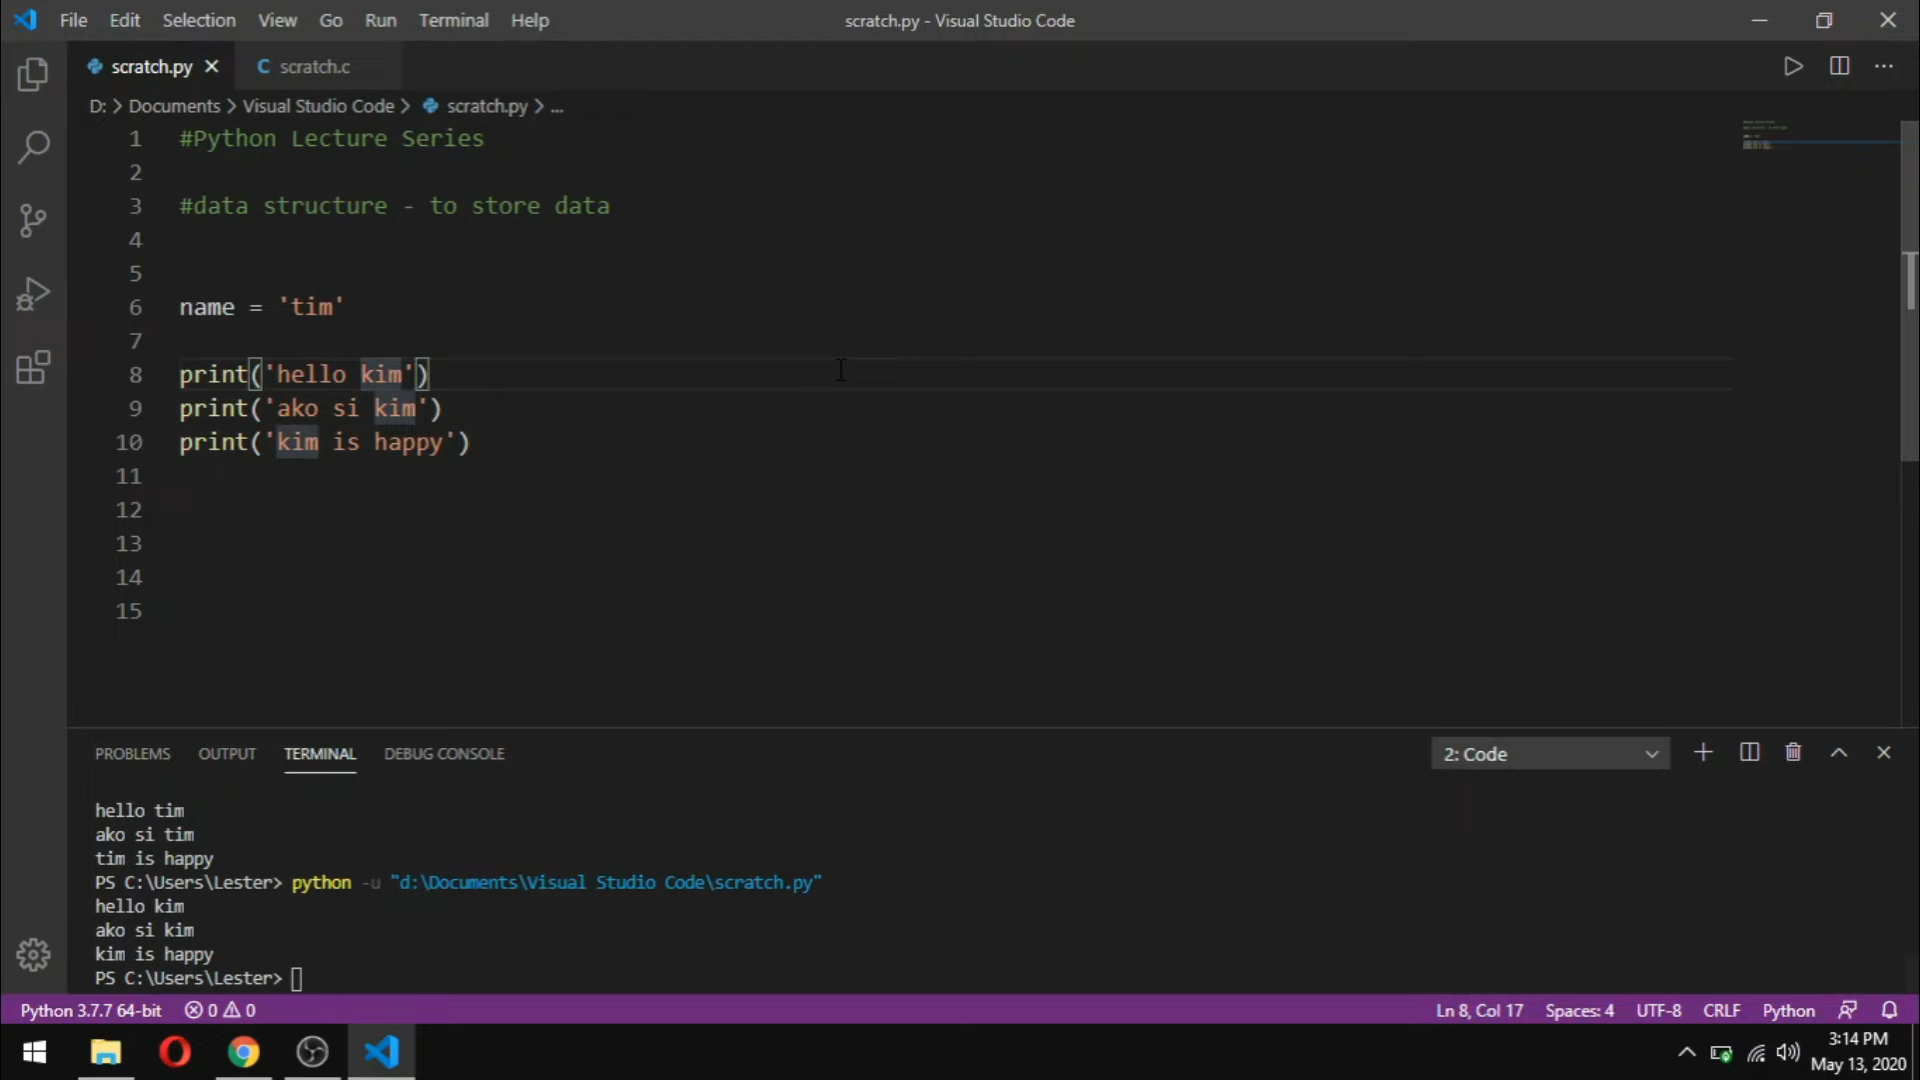 File Edit Selection View Go Run Terminal Help
scratch.py - Visual Studio Code
scratch.py
C scratch.c
D: > Documents > Visual Studio Code > scratch.py > ...
1 #Python Lecture Series
2
3 #data structure - to store data
4
5
6 name = 'tim'
7
8 print('hello kim')
9 print('ako si kim')
10 print('kim is happy')
11
12
13
14
15
PROBLEMS OUTPUT TERMINAL DEBUG CONSOLE
2: Code
hello tim
ako si tim
tim is happy
PS C:\Users\Lester> python -u "d:\Documents\Visual Studio Code\scratch.py"
hello kim
ako si kim
kim is happy
PS C:\Users\Lester>
Python 3.7.7 64-bit 0 0
Ln 8, Col 17 Spaces: 4 UTF-8 CRLF Python
3:14 PM
May 13, 2020